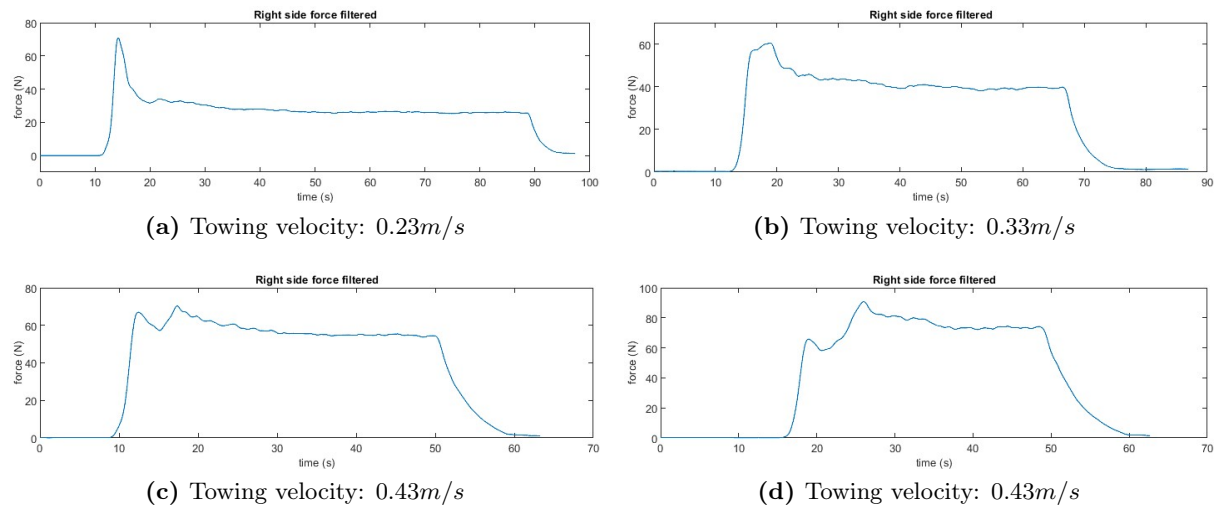 Right side force filtered
80
60
40
20
0
force (N)
0 10 20 30 40 50 60 70 80 90 100
time (s)
(a) Towing velocity: 0.23m/s
Right side force filtered
60
40
20
0
force (N)
0 10 20 30 40 50 60 70 80 90
time (s)
(b) Towing velocity: 0.33m/s
Right side force filtered
80
60
40
20
0
force (N)
0 10 20 30 40 50 60 70
time (s)
(c) Towing velocity: 0.43m/s
Right side force filtered
100
80
60
40
20
0
force (N)
0 10 20 30 40 50 60 70
time (s)
(d) Towing velocity: 0.43m/s